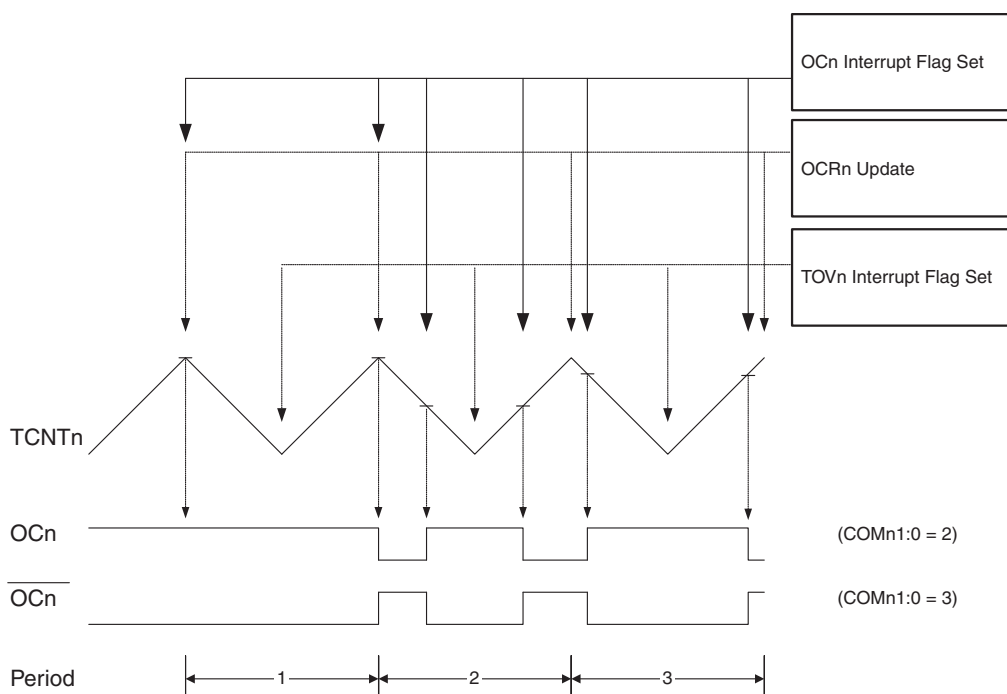 OCn Interrupt Flag Set
OCRn Update
TOVn Interrupt Flag Set
TCNTn
OCn
(COMn1:0 = 2)
OCn
(COMn1:0 = 3)
Period
1
2
3